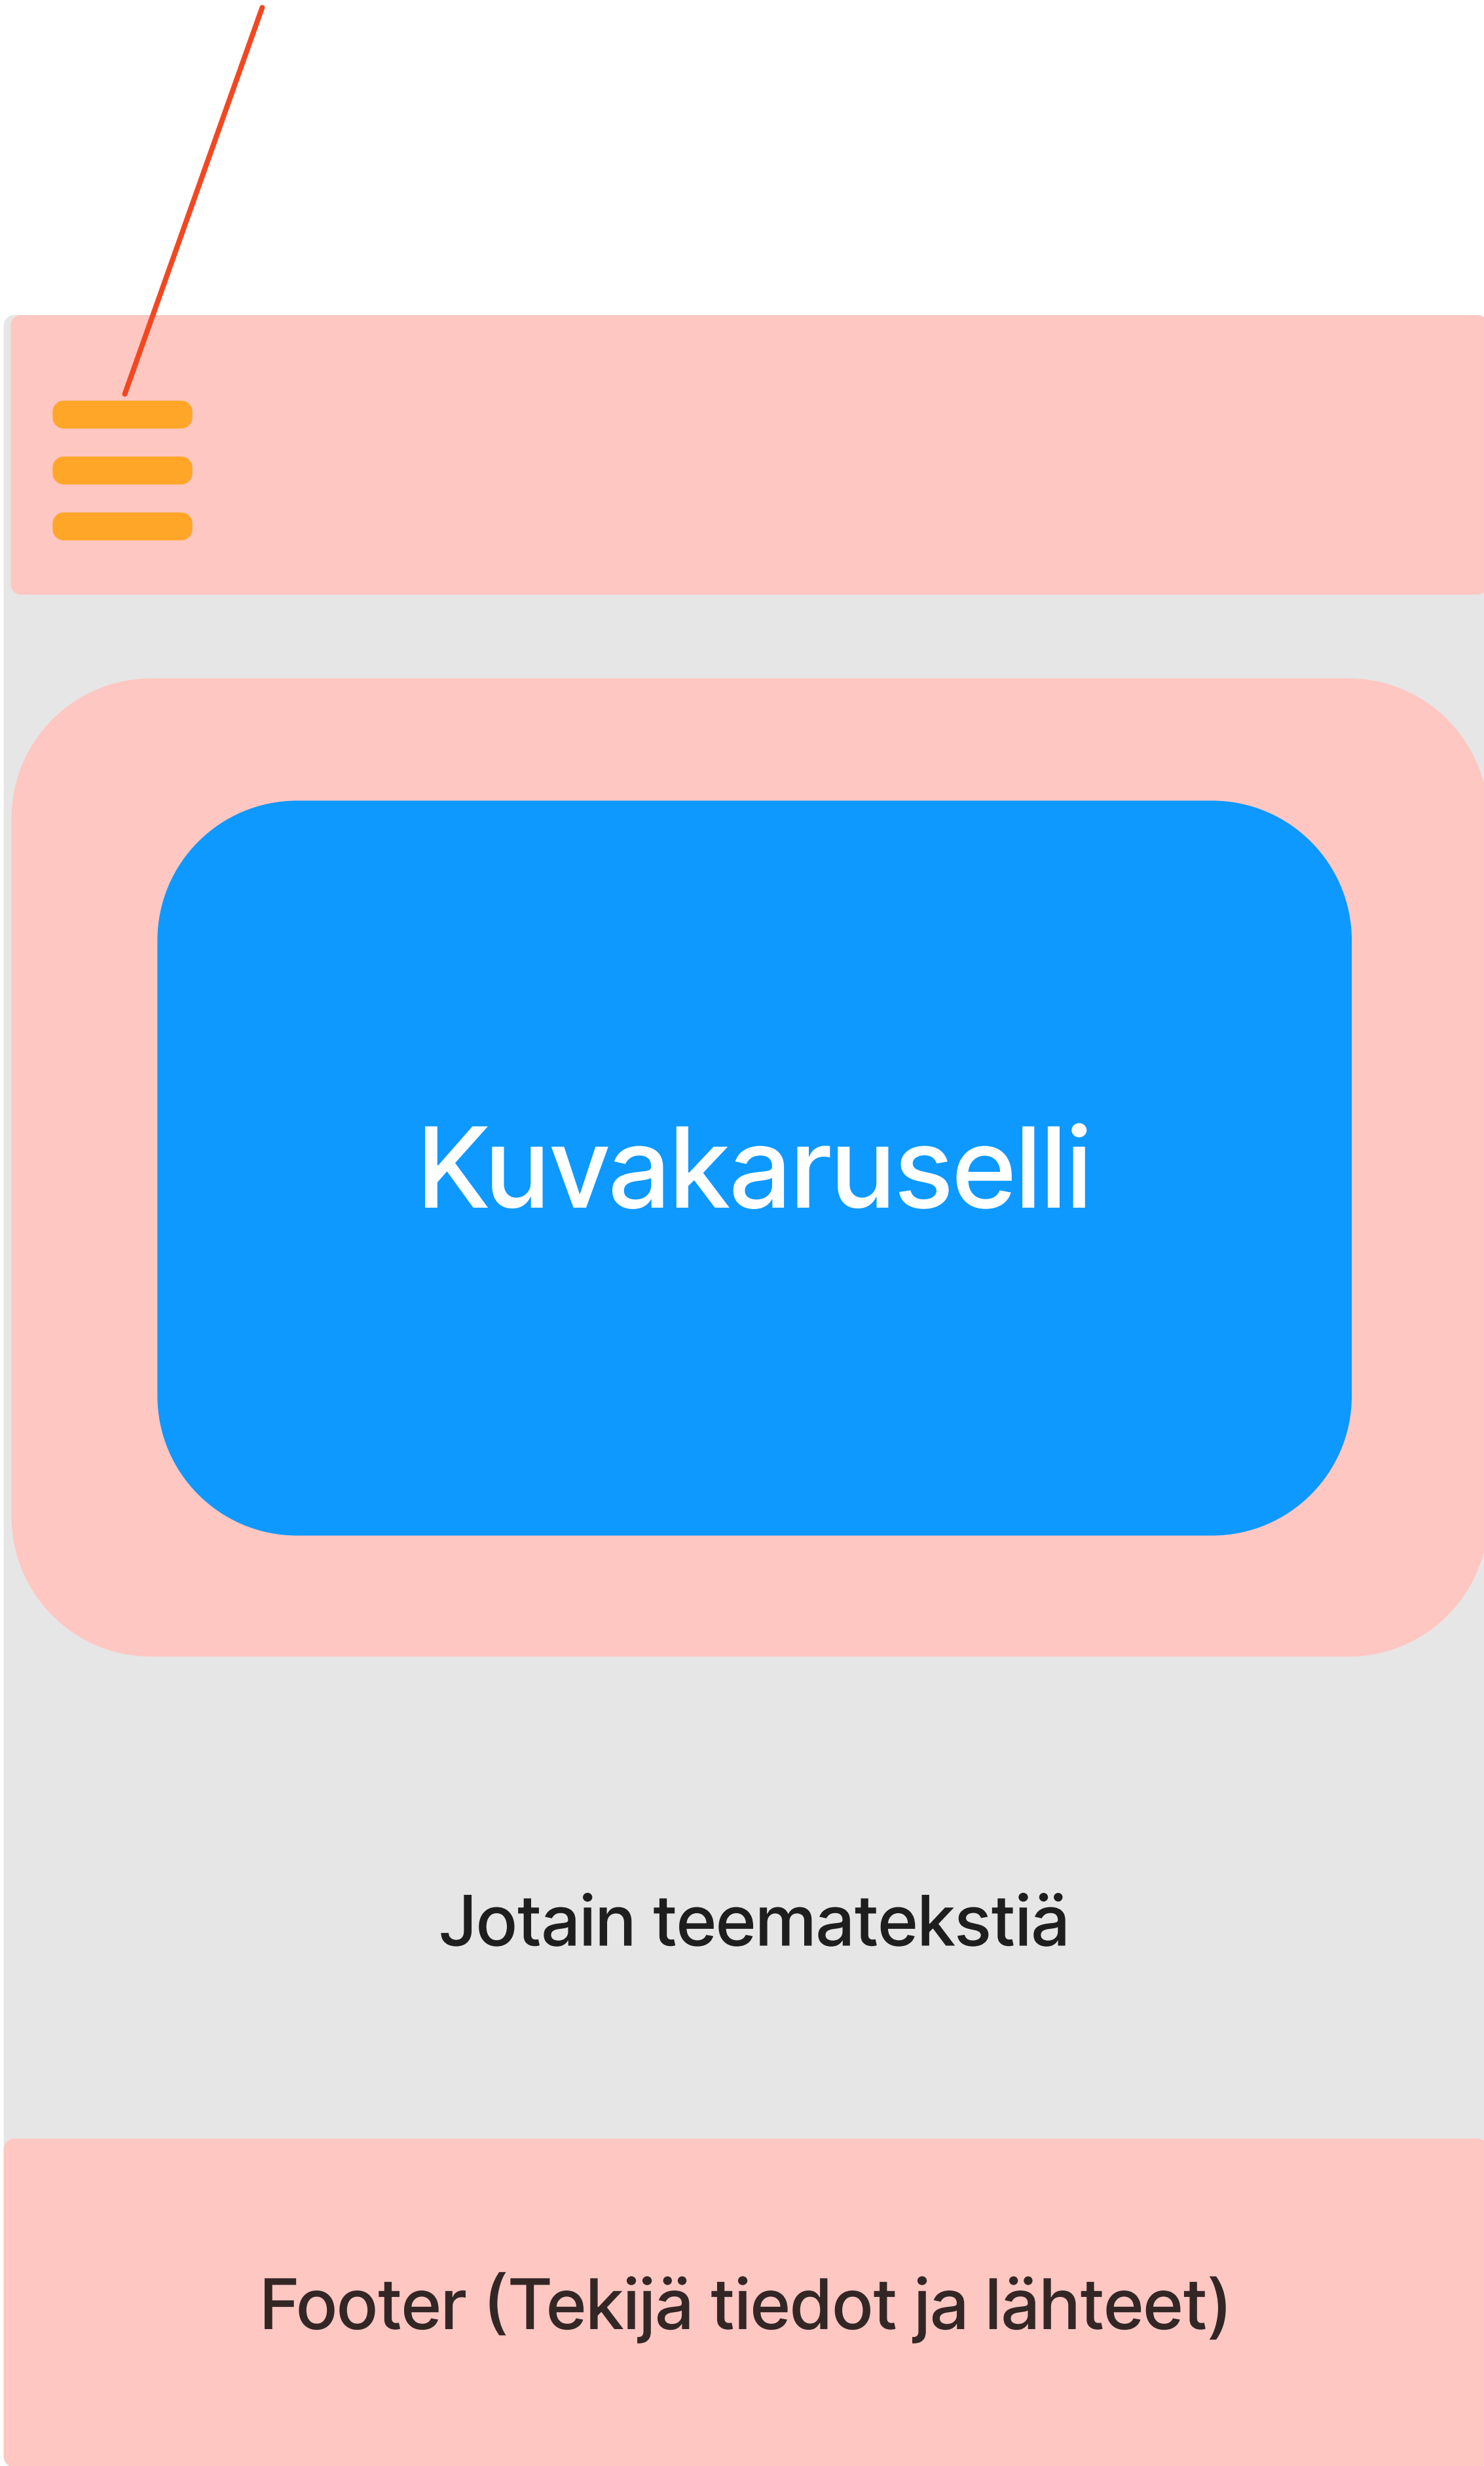 Kuvakaruselli
Jotain teematekstiä
Footer (Tekijä tiedot ja lähteet)